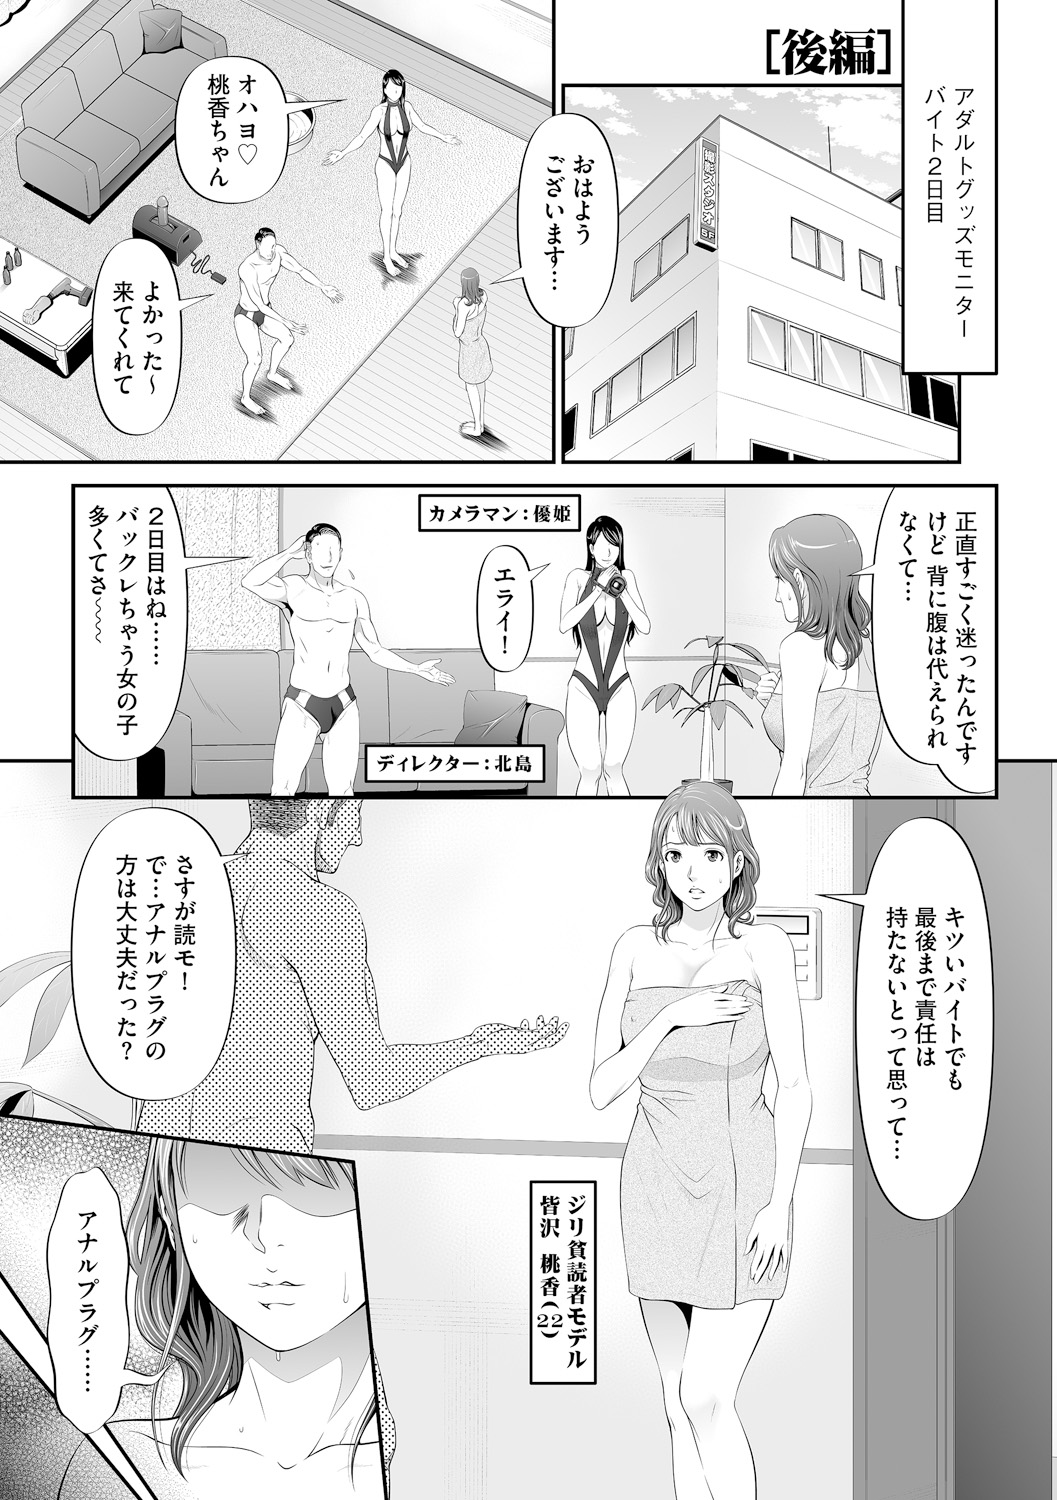 [後編]
アダルトグッズモニター
バイト2日目
撮影スタジオ 5F
おはよう
ございます…
オハヨ♡
桃香ちゃん
よかった〜
来てくれて
正直すごく迷ったんです
けど 背に腹は代えられ
なくて…
カメラマン：優姫
エライ！
2日目はね……
バックレちゃう女の子
多くてさ〜〜〜
ディレクター：北島
キツいバイトでも
最後まで責任は
持たないとって思って…
さすが読モ！
で…アナルプラグの
方は大丈夫だった？
ジリ貧読者モデル
皆沢 桃香(22)
アナルプラグ……